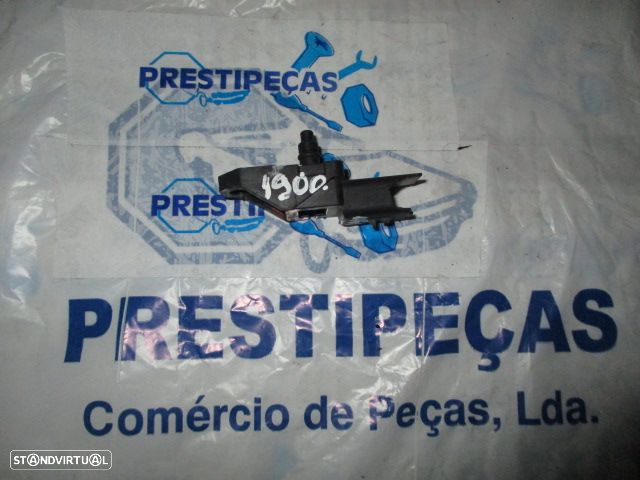 PRESTIPEÇAS
1900.
PRESTI
PRESTIPEÇAS
Comércio de Peças, Lda.
STANDVIRTUAL